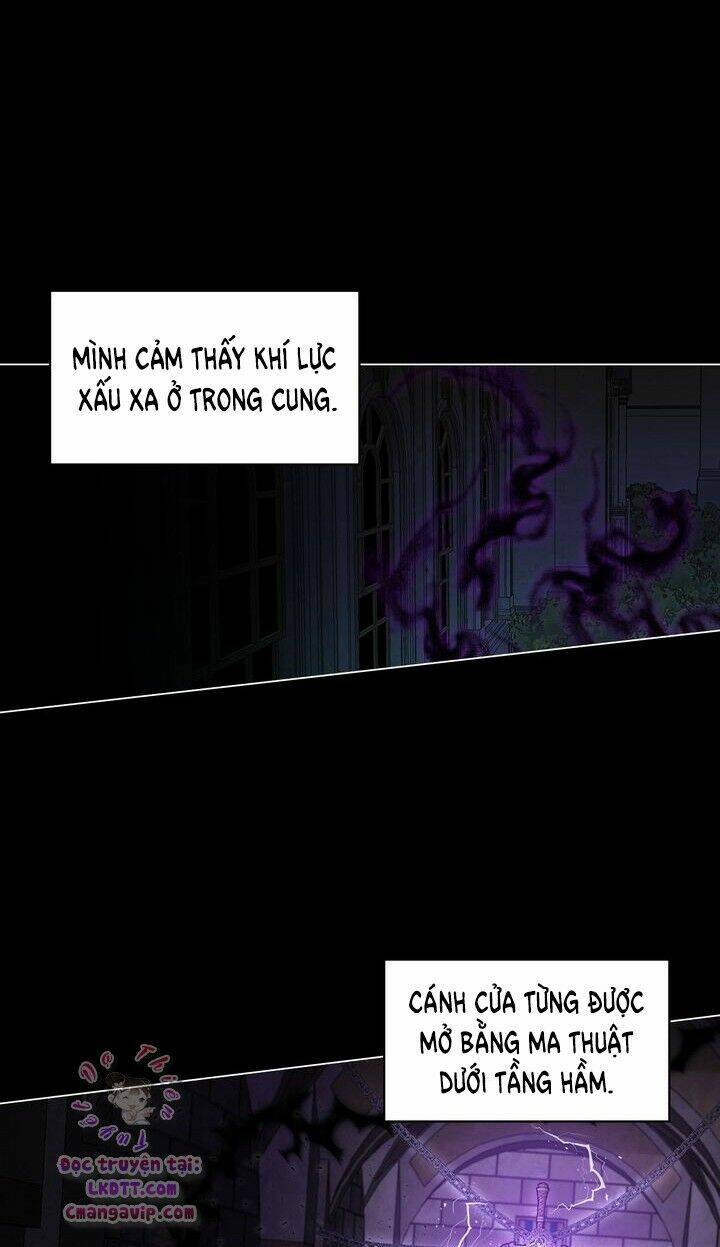 MÌNH CẢM THẤY KHÍ LỰC
XẤU XA Ở TRONG CUNG.
CÁNH CỬA TỪNG ĐƯỢC
MỞ BẰNG MA THUẬT
DƯỚI TẦNG HẦM.
Đọc truyện tại:
LKDTT.com
Cmangavip.com